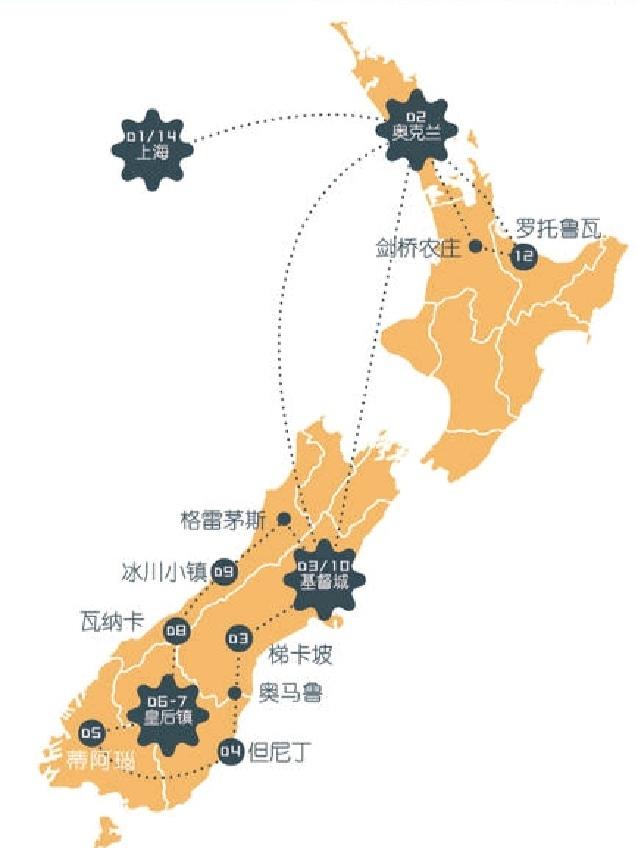 01/14
上海
02
奥克兰
罗托鲁瓦
剑桥农庄
12
格雷茅斯
03/10
基督城
冰川小镇
09
瓦纳卡
08
03
梯卡坡
06-7
皇后镇
奥马鲁
05
蒂阿瑙
04
但尼丁